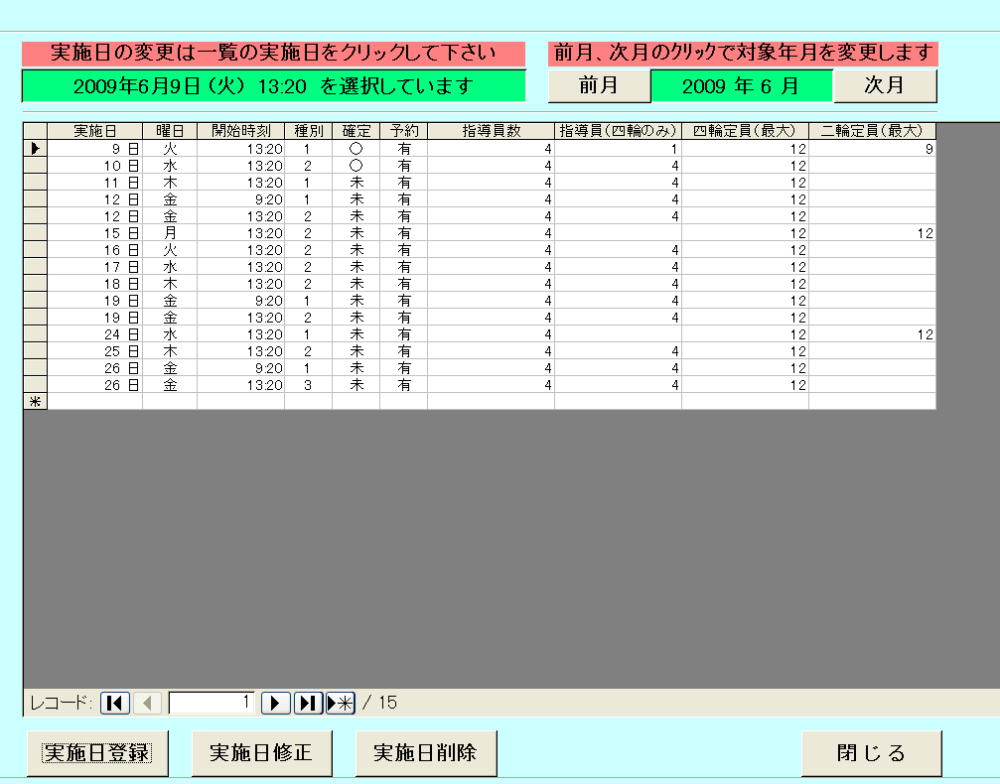 実施日の変更は一覧の実施日をクリックして下さい
前月、次月のｸﾘｯｸで対象年月を変更します
2009年6月9日（火） 13:20 を選択しています
前月 2009 年 6 月 次月
実施日 曜日 開始時刻 種別 確定 予約 指導員数 指導員(四輪のみ) 四輪定員(最大) 二輪定員(最大)
9 日 火 13:20 1 ○ 有 4 1 12 9
10 日 水 13:20 2 ○ 有 4 4 12
11 日 木 13:20 1 未 有 4 4 12
12 日 金 9:20 1 未 有 4 4 12
12 日 金 13:20 2 未 有 4 4 12
15 日 月 13:20 2 未 有 4 12 12
16 日 火 13:20 2 未 有 4 4 12
17 日 水 13:20 2 未 有 4 4 12
18 日 木 13:20 2 未 有 4 4 12
19 日 金 9:20 1 未 有 4 4 12
19 日 金 13:20 2 未 有 4 4 12
24 日 水 13:20 1 未 有 4 12 12
25 日 木 13:20 2 未 有 4 4 12
26 日 金 9:20 1 未 有 4 4 12
26 日 金 13:20 3 未 有 4 4 12
レコード: 1 / 15
実施日登録 実施日修正 実施日削除 閉じる